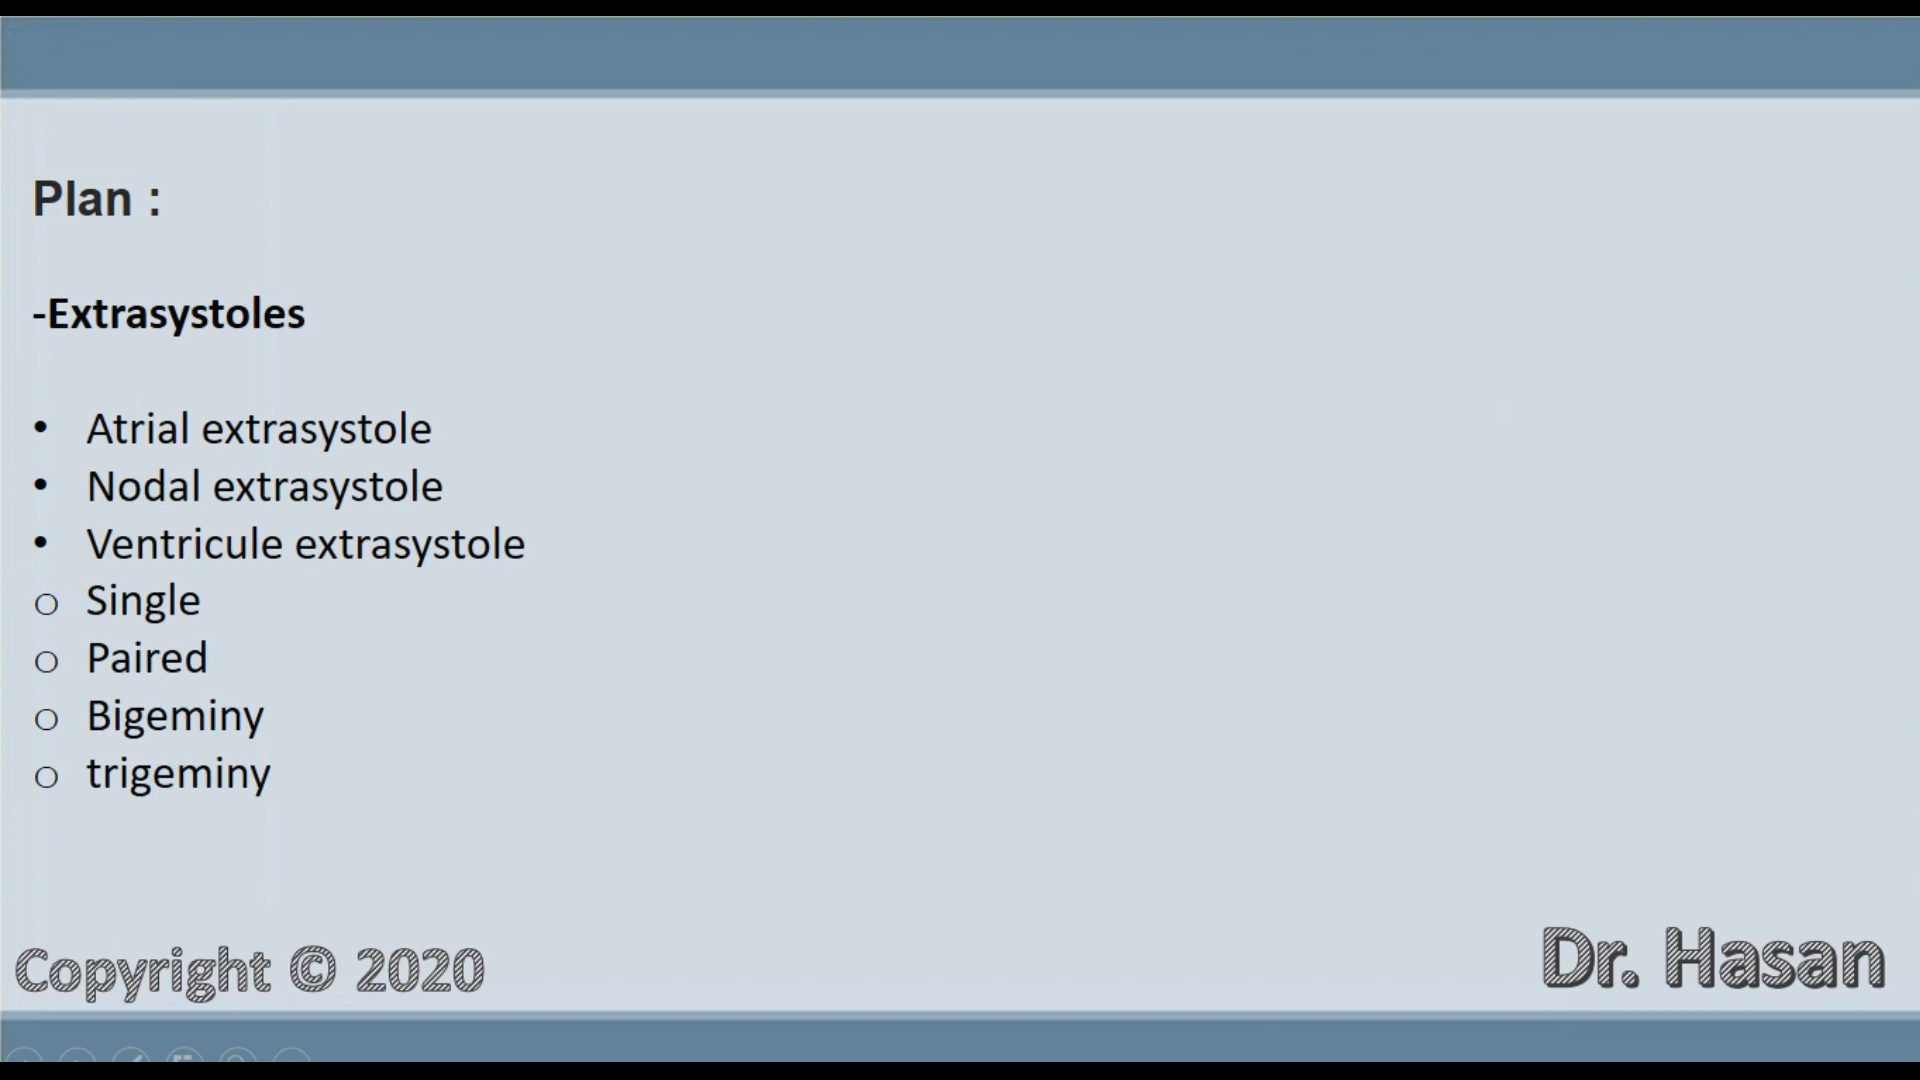 Plan :
-Extrasystoles
• Atrial extrasystole
• Nodal extrasystole
• Ventricule extrasystole
o Single
o Paired
o Bigeminy
o trigeminy
Copyright © 2020
Dr. Hasan